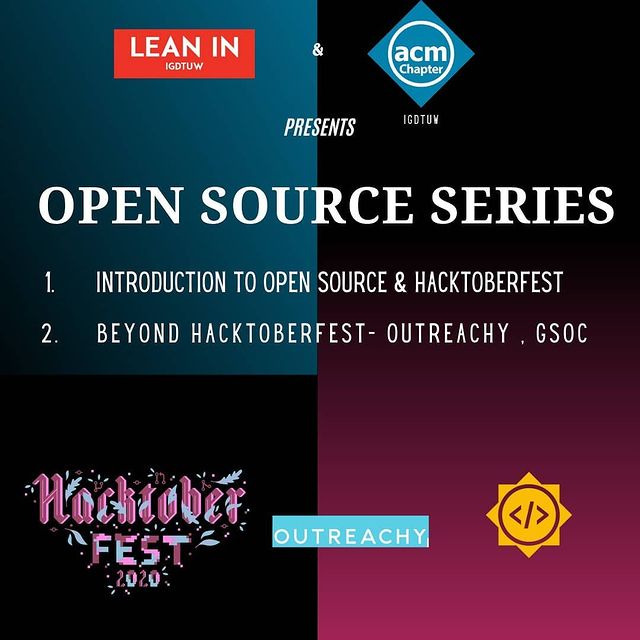 LEAN IN
IGDTUW
&
acm
Chapter
IGDTUW
PRESENTS
OPEN SOURCE SERIES
1. INTRODUCTION TO OPEN SOURCE & HACKTOBERFEST
2. BEYOND HACKTOBERFEST- OUTREACHY , GSOC
Hacktober
FEST
2020
OUTREACHY
</>